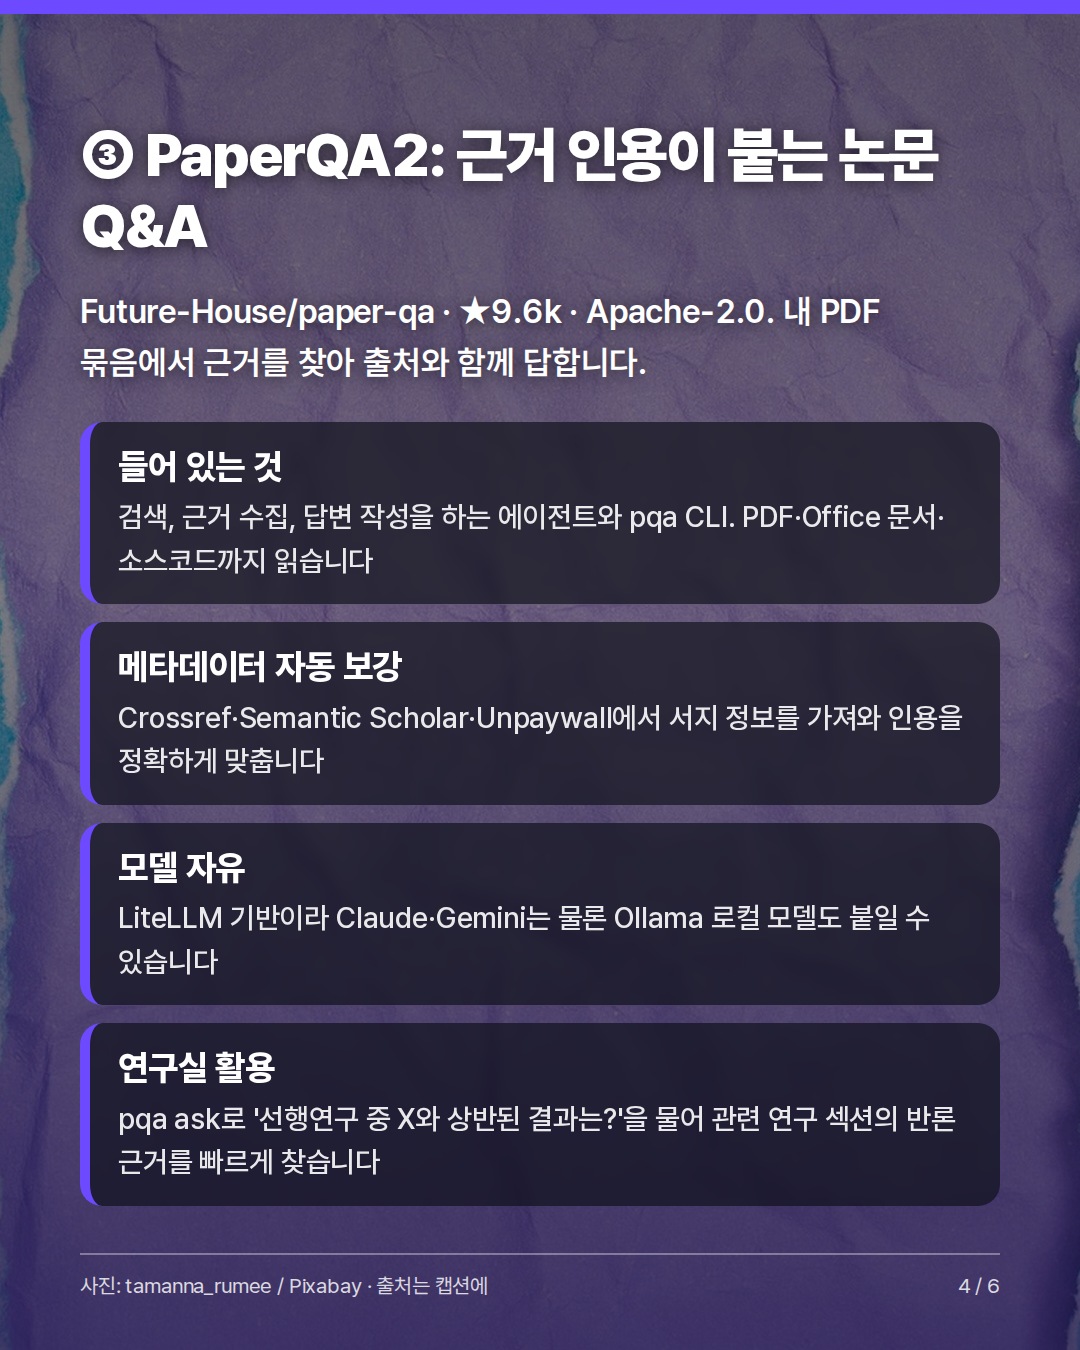 ❸ PaperQA2: 근거 인용이 붙는 논문
Q&A
Future-House/paper-qa · ★9.6k · Apache-2.0. 내 PDF
묶음에서 근거를 찾아 출처와 함께 답합니다.
들어 있는 것
검색, 근거 수집, 답변 작성을 하는 에이전트와 pqa CLI. PDF·Office 문서·
소스코드까지 읽습니다
메타데이터 자동 보강
Crossref·Semantic Scholar·Unpaywall에서 서지 정보를 가져와 인용을
정확하게 맞춥니다
모델 자유
LiteLLM 기반이라 Claude·Gemini는 물론 Ollama 로컬 모델도 붙일 수
있습니다
연구실 활용
pqa ask로 '선행연구 중 X와 상반된 결과는?'을 물어 관련 연구 섹션의 반론
근거를 빠르게 찾습니다
사진: tamanna_rumee / Pixabay · 출처는 캡션에
4 / 6